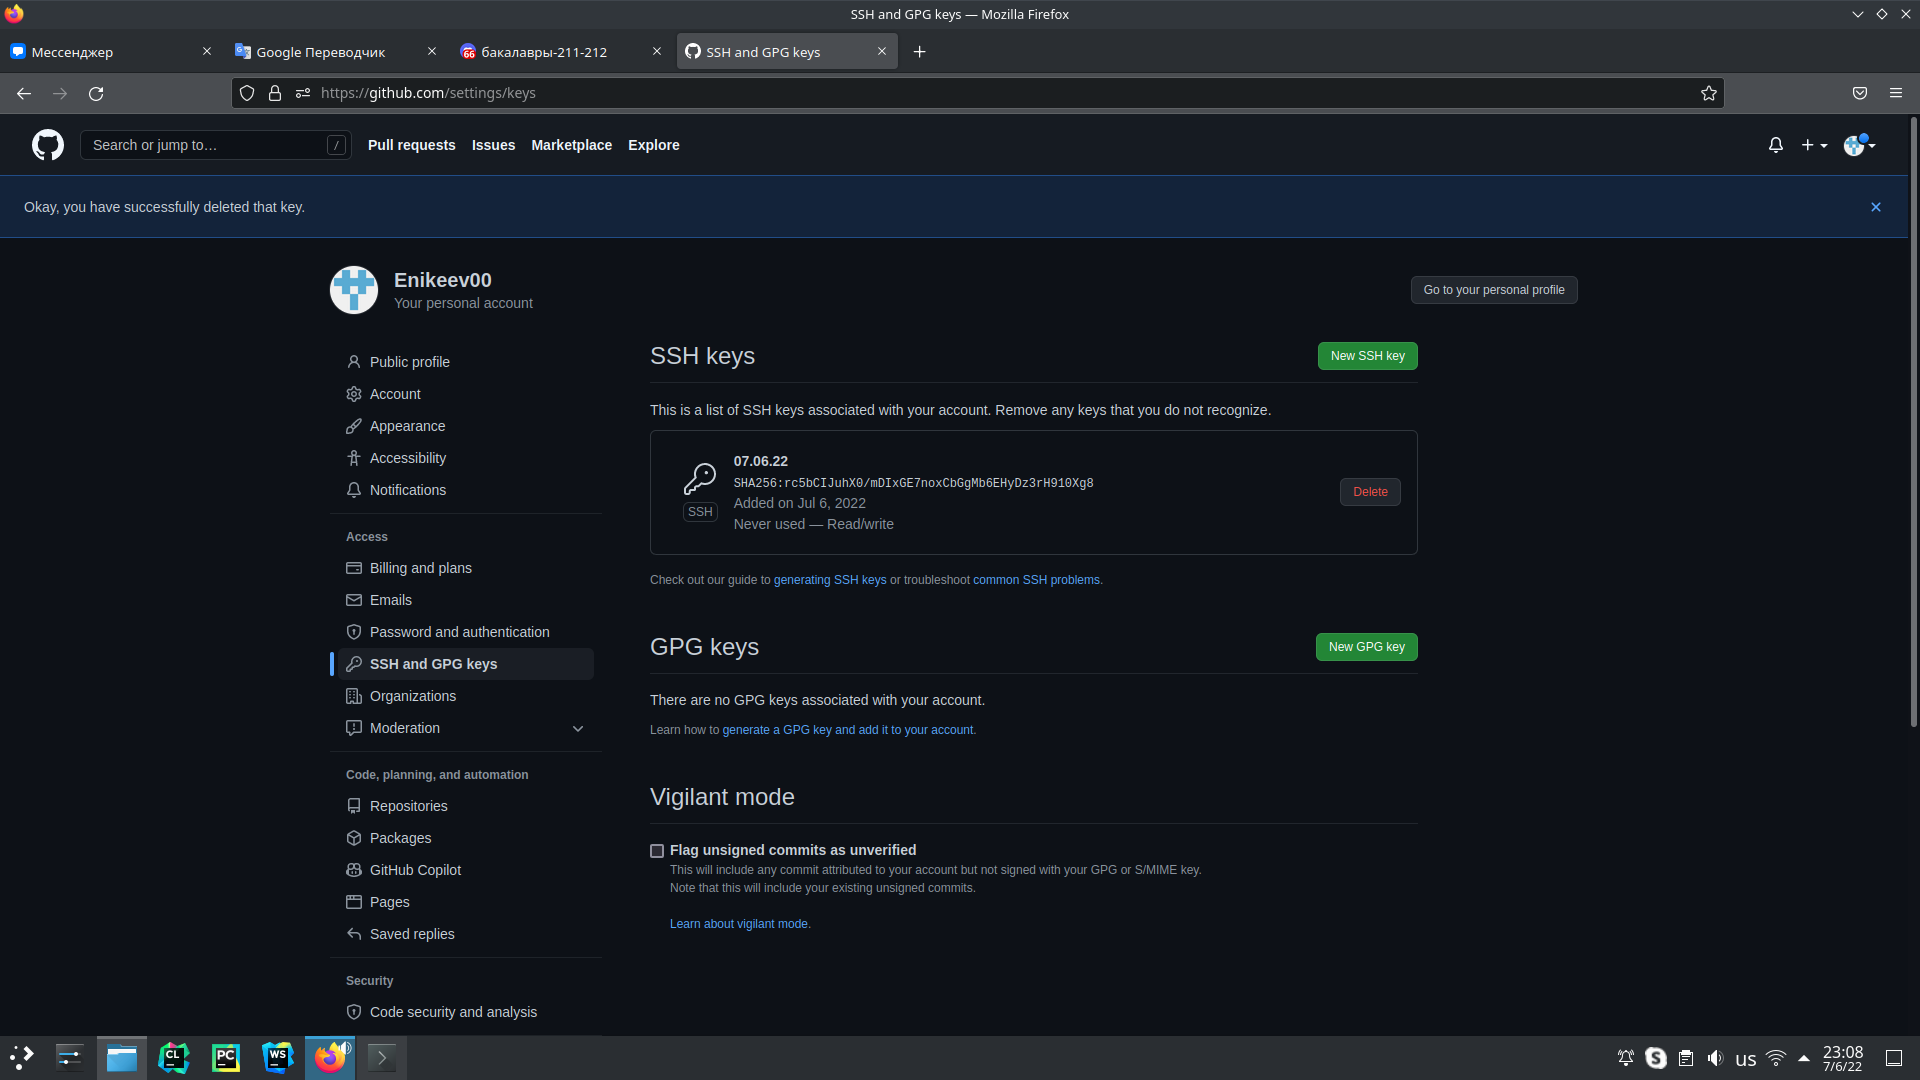 SSH and GPG keys — Mozilla Firefox
Мессенджер
Google Переводчик
бакалавры-211-212
SSH and GPG keys
https://github.com/settings/keys
Search or jump to…
/
Pull requests
Issues
Marketplace
Explore
Okay, you have successfully deleted that key.
Enikeev00
Your personal account
Go to your personal profile
Public profile
Account
Appearance
Accessibility
Notifications
Access
Billing and plans
Emails
Password and authentication
SSH and GPG keys
Organizations
Moderation
Code, planning, and automation
Repositories
Packages
GitHub Copilot
Pages
Saved replies
Security
Code security and analysis
SSH keys
New SSH key
This is a list of SSH keys associated with your account. Remove any keys that you do not recognize.
07.06.22
SHA256:rc5bCIJuhX0/mDIxGE7noxCbGgMb6EHyDz3rH910Xg8
Added on Jul 6, 2022
Never used — Read/write
SSH
Delete
Check out our guide to generating SSH keys or troubleshoot common SSH problems.
GPG keys
New GPG key
There are no GPG keys associated with your account.
Learn how to generate a GPG key and add it to your account.
Vigilant mode
Flag unsigned commits as unverified
This will include any commit attributed to your account but not signed with your GPG or S/MIME key.
Note that this will include your existing unsigned commits.
Learn about vigilant mode.
CL
PC
WS
S
us
23:08
7/6/22